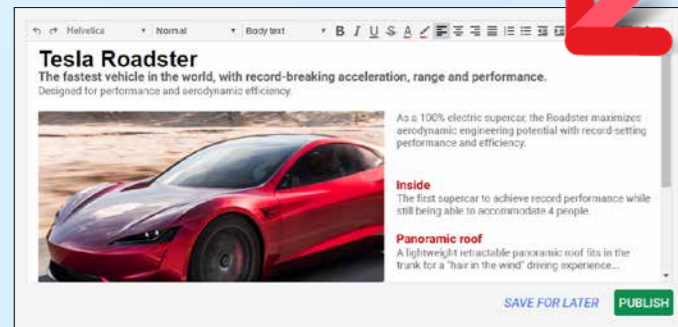 Helvetica Normal Body text B I U S A
Tesla Roadster
The fastest vehicle in the world, with record-breaking acceleration, range and performance.
Designed for performance and aerodynamic efficiency.
As a 100% electric supercar, the Roadster maximizes
aerodynamic engineering potential with record-setting
performance and efficiency.
Inside
The first supercar to achieve record performance while
still being able to accommodate 4 people.
Panoramic roof
A lightweight retractable panoramic roof fits in the
trunk for a "hair in the wind" driving experience...
SAVE FOR LATER PUBLISH